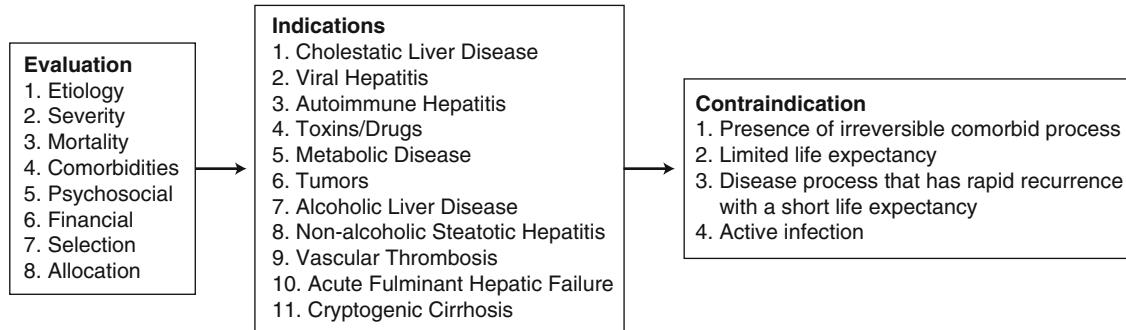 Evaluation
1. Etiology
2. Severity
3. Mortality
4. Comorbidities
5. Psychosocial
6. Financial
7. Selection
8. Allocation
Indications
1. Cholestatic Liver Disease
2. Viral Hepatitis
3. Autoimmune Hepatitis
4. Toxins/Drugs
5. Metabolic Disease
6. Tumors
7. Alcoholic Liver Disease
8. Non-alcoholic Steatotic Hepatitis
9. Vascular Thrombosis
10. Acute Fulminant Hepatic Failure
11. Cryptogenic Cirrhosis
Contraindication
1. Presence of irreversible comorbid process
2. Limited life expectancy
3. Disease process that has rapid recurrence
with a short life expectancy
4. Active infection